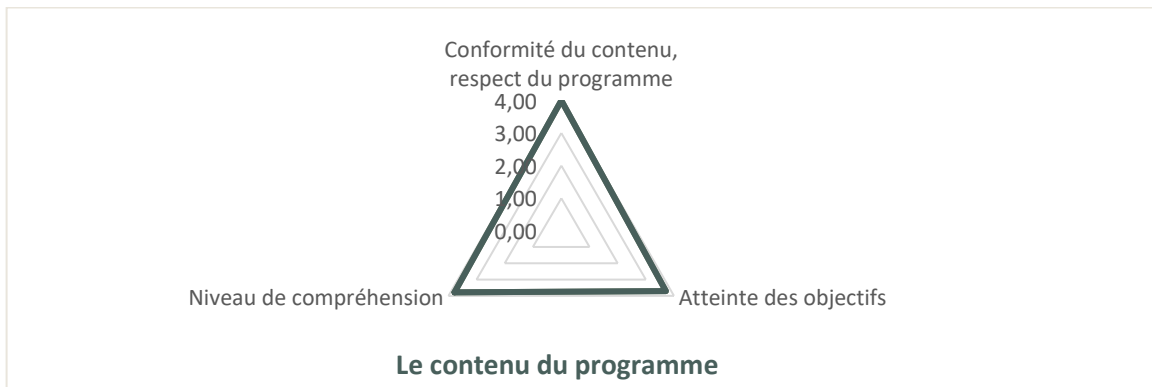 Conformité du contenu,
respect du programme
4,00
3,00
2,00
1,00
0,00
Niveau de compréhension
Atteinte des objectifs
Le contenu du programme